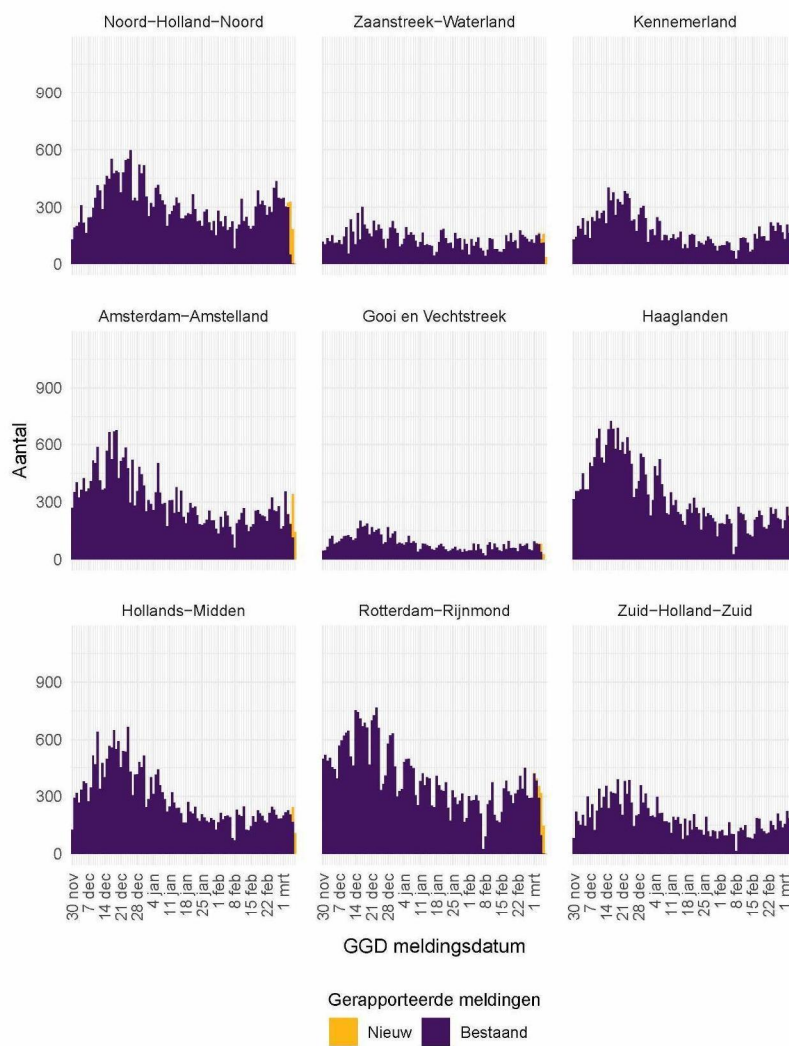 Noord-Holland-Noord Zaanstreek-Waterland Kennemerland
900
600
300
0
Amsterdam-Amstelland Gooi en Vechtstreek Haaglanden
900
600
300
0
Aantal
Hollands-Midden Rotterdam-Rijnmond Zuid-Holland-Zuid
900
600
300
0
30 nov 7 dec 14 dec 21 dec 28 dec 4 jan 11 jan 18 jan 25 jan 1 feb 8 feb 15 feb 22 feb 1 mrt 30 nov 7 dec 14 dec 21 dec 28 dec 4 jan 11 jan 18 jan 25 jan 1 feb 8 feb 15 feb 22 feb 1 mrt 30 nov 7 dec 14 dec 21 dec 28 dec 4 jan 11 jan 18 jan 25 jan 1 feb 8 feb 15 feb 22 feb 1 mrt
GGD meldingsdatum
Gerapporteerde meldingen
Nieuw Bestaand